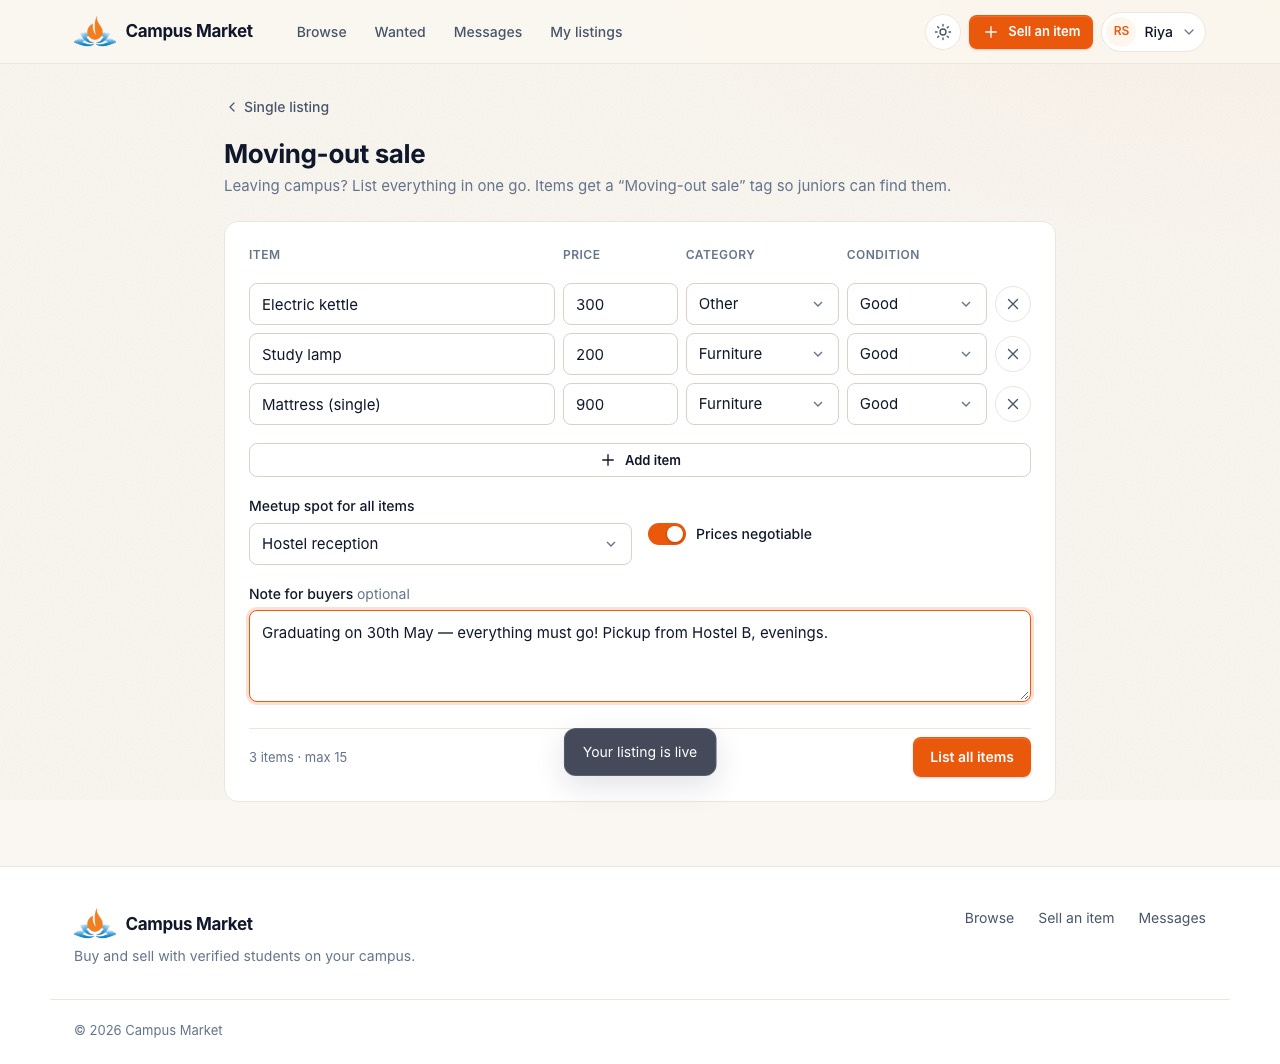 Campus Market
Browse
Wanted
Messages
My listings
Sell an item
RS
Riya
Single listing
Moving-out sale
Leaving campus? List everything in one go. Items get a “Moving-out sale” tag so juniors can find them.
ITEM PRICE CATEGORY CONDITION
Electric kettle 300 Other Good
Study lamp 200 Furniture Good
Mattress (single) 900 Furniture Good
Add item
Meetup spot for all items
Hostel reception
Prices negotiable
Note for buyers optional
Graduating on 30th May — everything must go! Pickup from Hostel B, evenings.
3 items · max 15
Your listing is live
List all items
Campus Market
Buy and sell with verified students on your campus.
Browse
Sell an item
Messages
© 2026 Campus Market